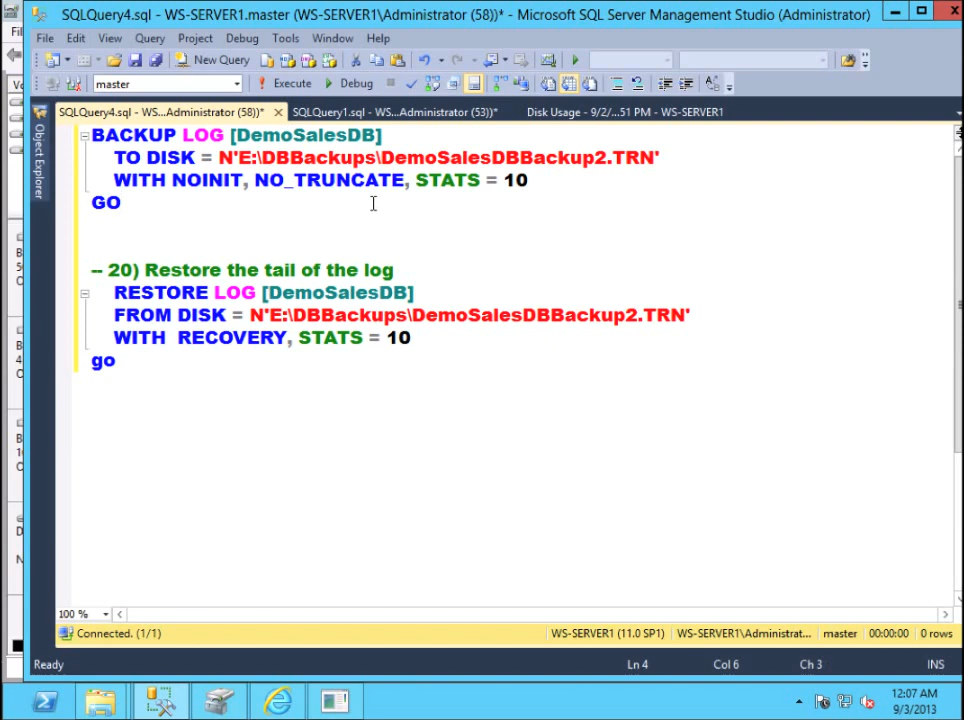 SQLQuery4.sql - WS-SERVER1.master (WS-SERVER1\Administrator (58))* - Microsoft SQL Server Management Studio (Administrator)
File Edit View Query Project Debug Tools Window Help
New Query
master Execute Debug
SQLQuery4.sql - WS...Administrator (58))* SQLQuery1.sql - WS...Administrator (53))* Disk Usage - 9/2/...51 PM - WS-SERVER1
Object Explorer
BACKUP LOG [DemoSalesDB]
TO DISK = N'E:\DBBackups\DemoSalesDBBackup2.TRN'
WITH NOINIT, NO_TRUNCATE, STATS = 10
GO
-- 20) Restore the tail of the log
RESTORE LOG [DemoSalesDB]
FROM DISK = N'E:\DBBackups\DemoSalesDBBackup2.TRN'
WITH  RECOVERY, STATS = 10
go
100 %
Connected. (1/1) WS-SERVER1 (11.0 SP1) WS-SERVER1\Administrat... master 00:00:00 0 rows
Ready Ln 4 Col 6 Ch 3 INS
12:07 AM
9/3/2013